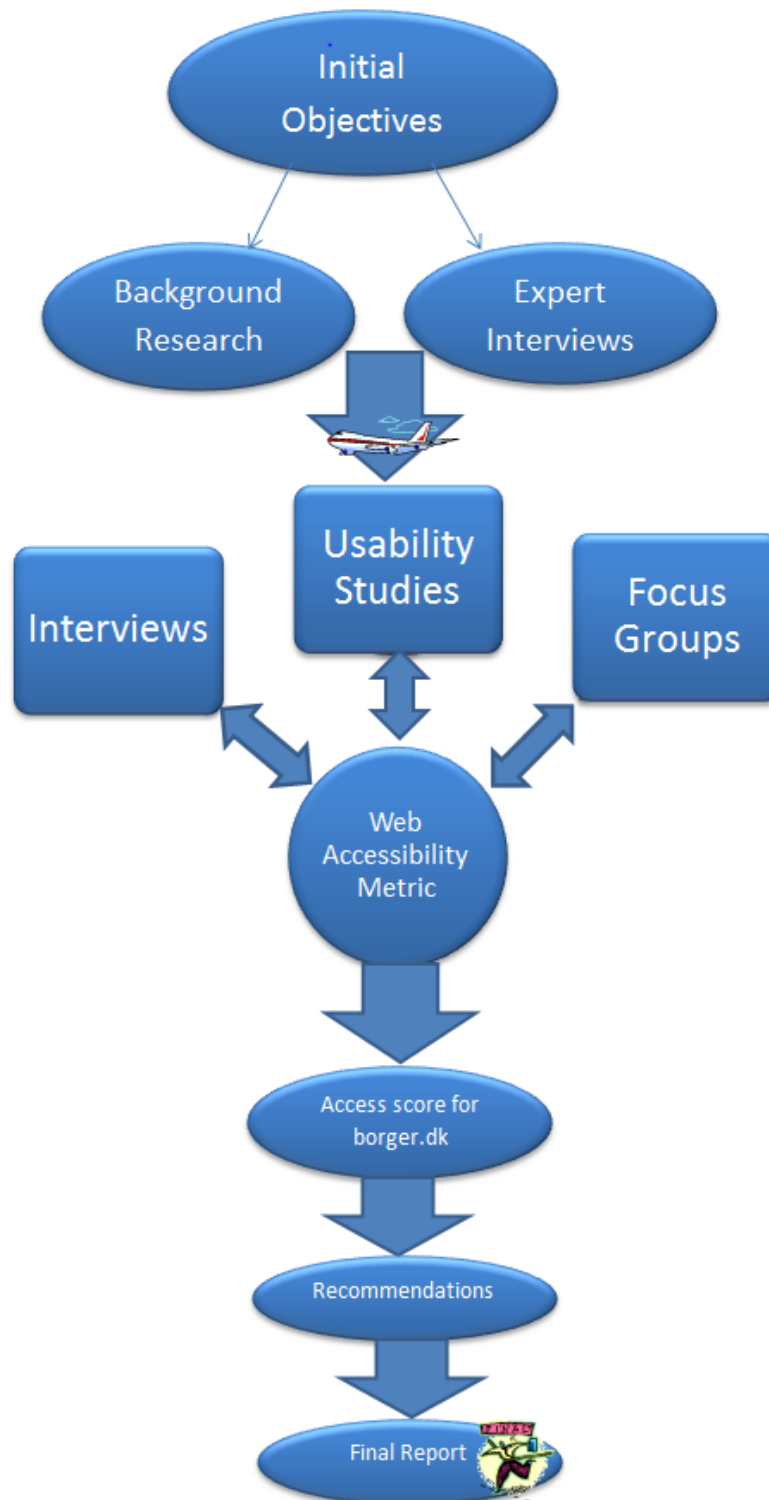 Initial
Objectives
Background
Research
Expert
Interviews
Usability
Studies
Interviews
Focus
Groups
Web
Accessibility
Metric
Access score for
borger.dk
Recommendations
Final Report
FINAL